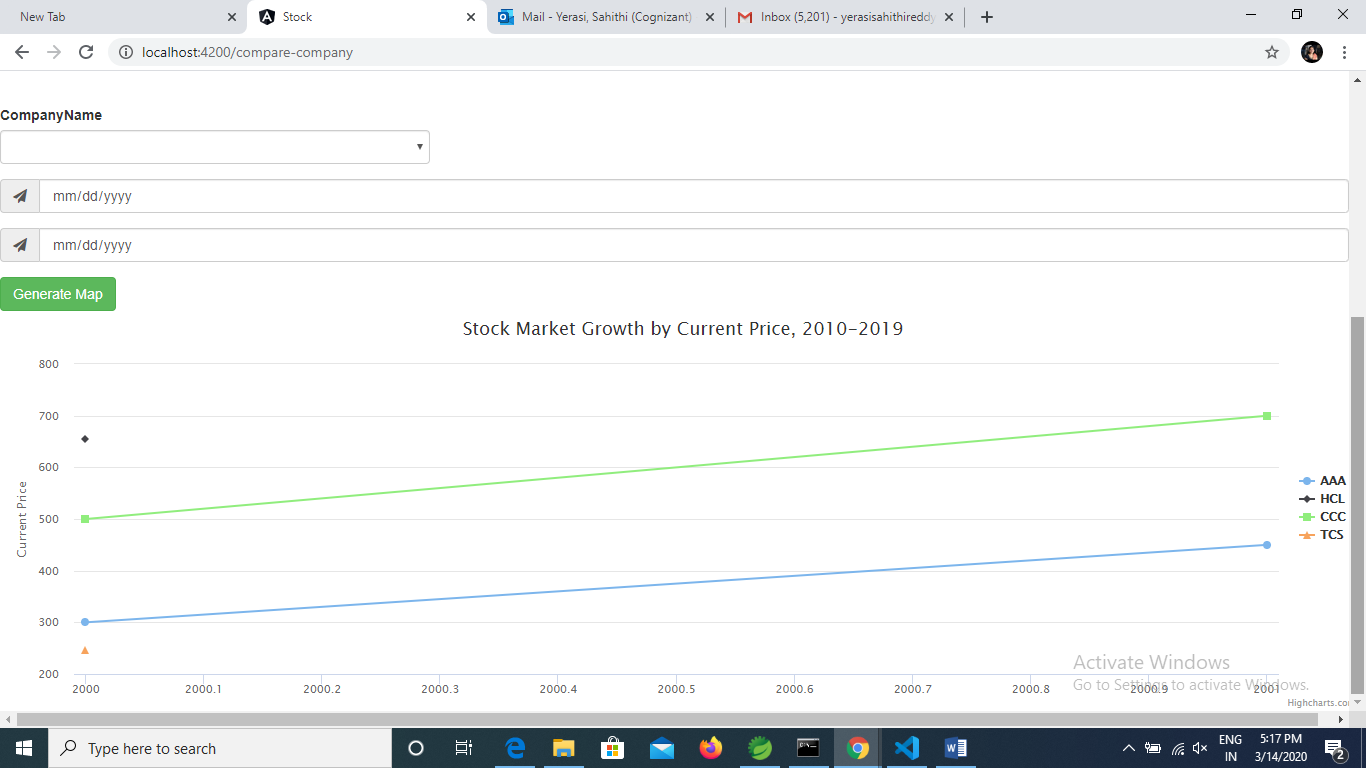 New Tab
Stock
Mail - Yerasi, Sahithi (Cognizant)
Inbox (5,201) - yerasisahithireddy
localhost:4200/compare-company
CompanyName
mm/dd/yyyy
mm/dd/yyyy
Generate Map
Stock Market Growth by Current Price, 2010-2019
800
700
600
500
400
300
200
Current Price
2000
2000.1
2000.2
2000.3
2000.4
2000.5
2000.6
2000.7
2000.8
2000.9
2001
AAA
HCL
CCC
TCS
Activate Windows
Go to Settings to activate Windows.
Highcharts.co
Type here to search
ENG
IN
5:17 PM
3/14/2020
2